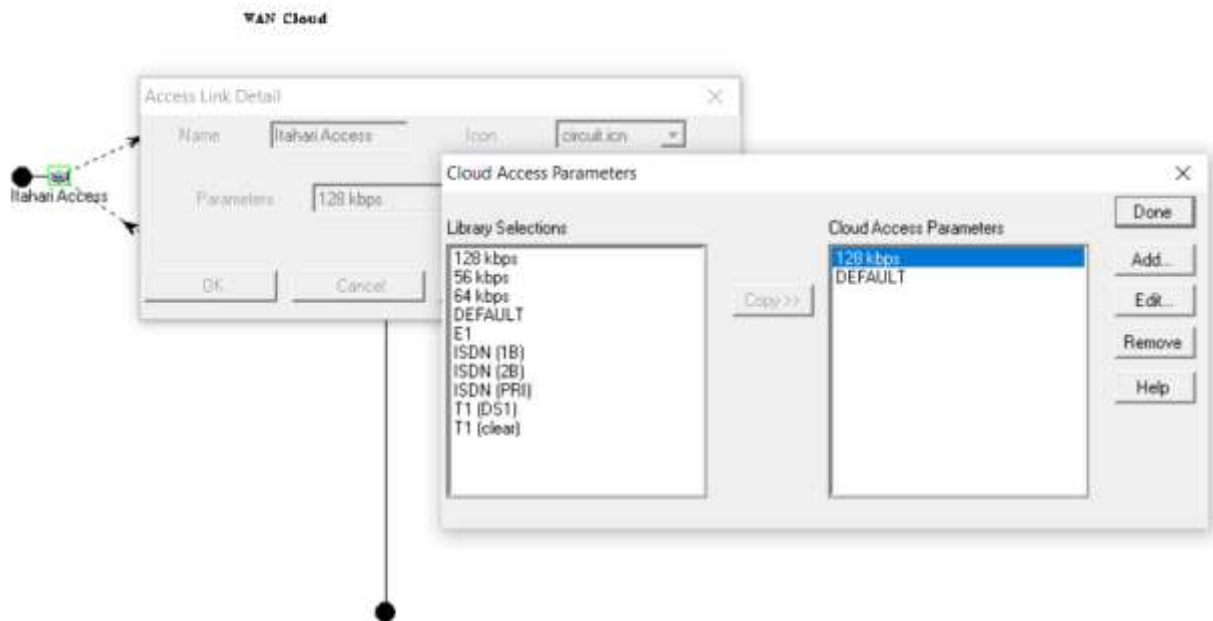 WAN Cloud
Access Link Detail
Name Itahari Access Icon circuit.icn
Itahari Access
Parameters 128 kbps
OK Cancel
Cloud Access Parameters
Library Selections
128 kbps
56 kbps
64 kbps
DEFAULT
E1
ISDN (1B)
ISDN (2B)
ISDN (PRI)
T1 (DS1)
T1 (clear)
Copy >>
Cloud Access Parameters
128 kbps
DEFAULT
Done
Add...
Edit...
Remove
Help